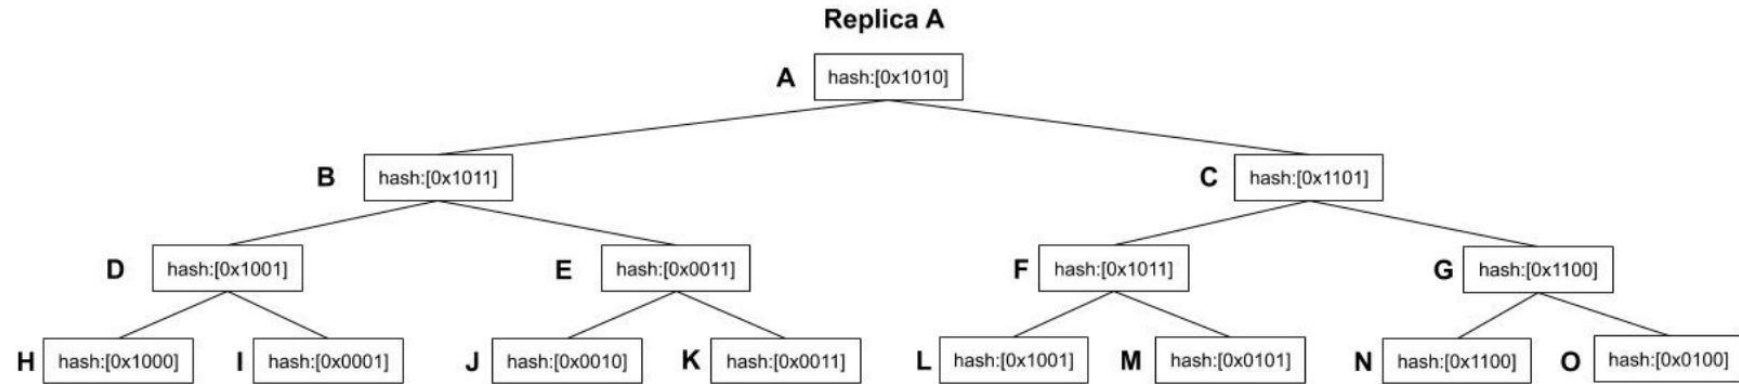 Replica A
A hash:[0x1010]
B hash:[0x1011] C hash:[0x1101]
D hash:[0x1001] E hash:[0x0011] F hash:[0x1011] G hash:[0x1100]
H hash:[0x1000] I hash:[0x0001] J hash:[0x0010] K hash:[0x0011] L hash:[0x1001] M hash:[0x0101] N hash:[0x1100] O hash:[0x0100]